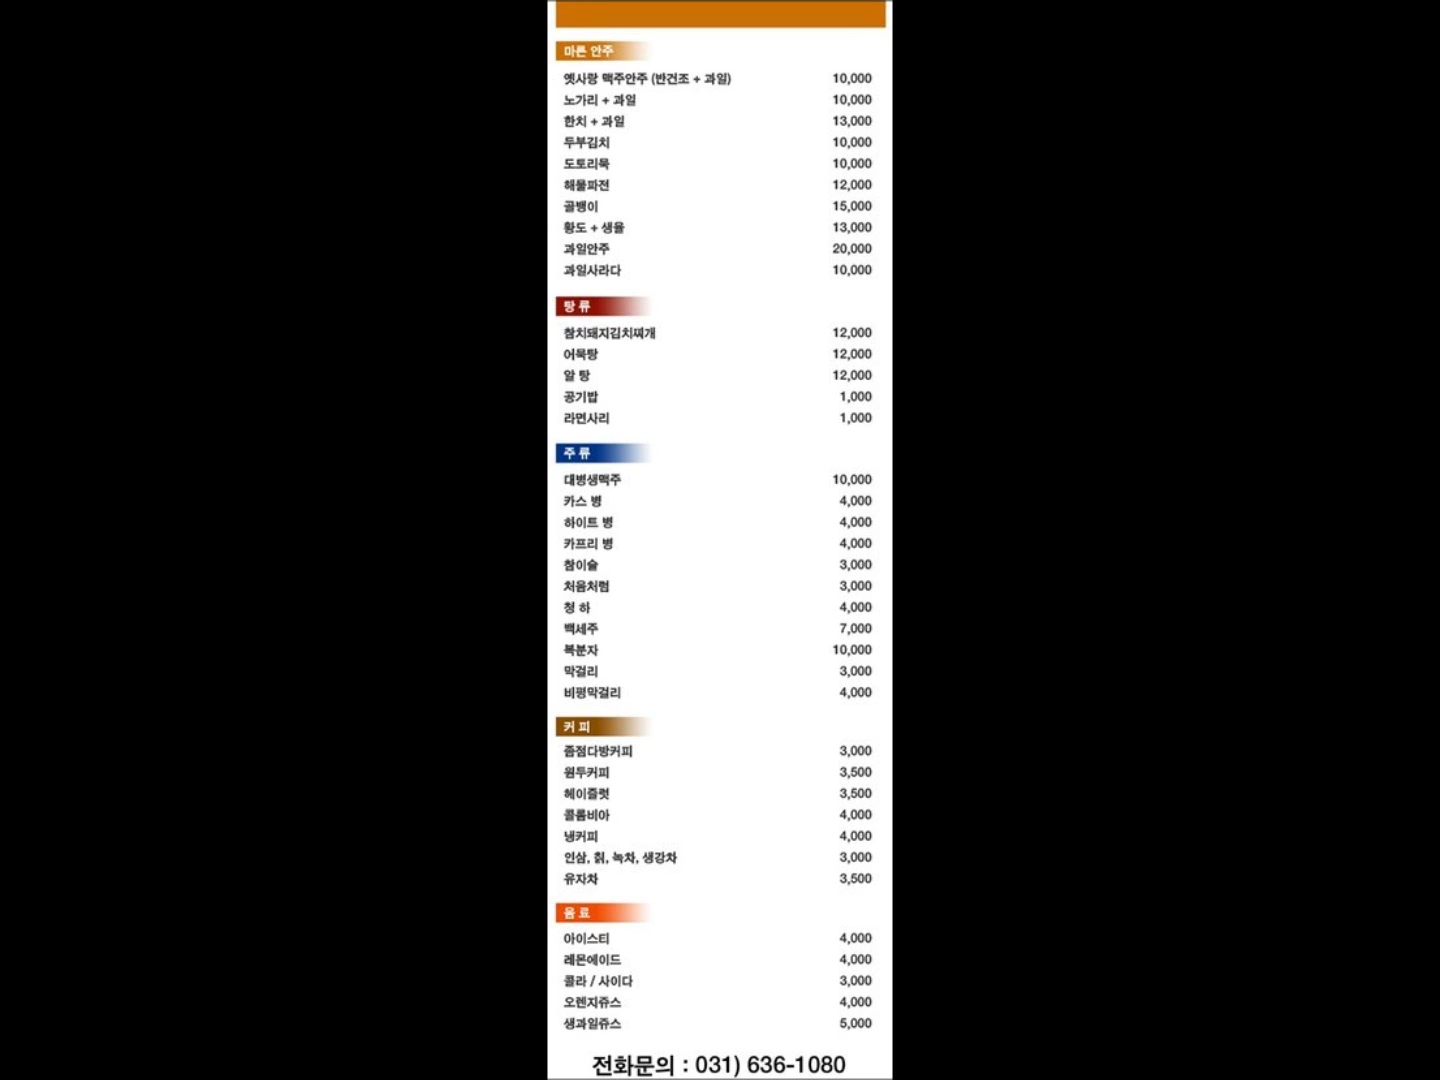 마른 안주
옛사랑 맥주안주 (반건조 + 과일) 10,000
노가리 + 과일 10,000
한치 + 과일 13,000
두부김치 10,000
도토리묵 10,000
해물파전 12,000
골뱅이 15,000
황도 + 생율 13,000
과일안주 20,000
과일사라다 10,000
탕 류
참치돼지김치찌개 12,000
어묵탕 12,000
알 탕 12,000
공기밥 1,000
라면사리 1,000
주 류
대병생맥주 10,000
카스 병 4,000
하이트 병 4,000
카프리 병 4,000
참이슬 3,000
처음처럼 3,000
청 하 4,000
백세주 7,000
복분자 10,000
막걸리 3,000
비평막걸리 4,000
커 피
좀점다방커피 3,000
원두커피 3,500
헤이즐럿 3,500
콜롬비아 4,000
냉커피 4,000
인삼, 칡, 녹차, 생강차 3,000
유자차 3,500
음 료
아이스티 4,000
레몬에이드 4,000
콜라 / 사이다 3,000
오렌지쥬스 4,000
생과일쥬스 5,000
전화문의 : 031) 636-1080